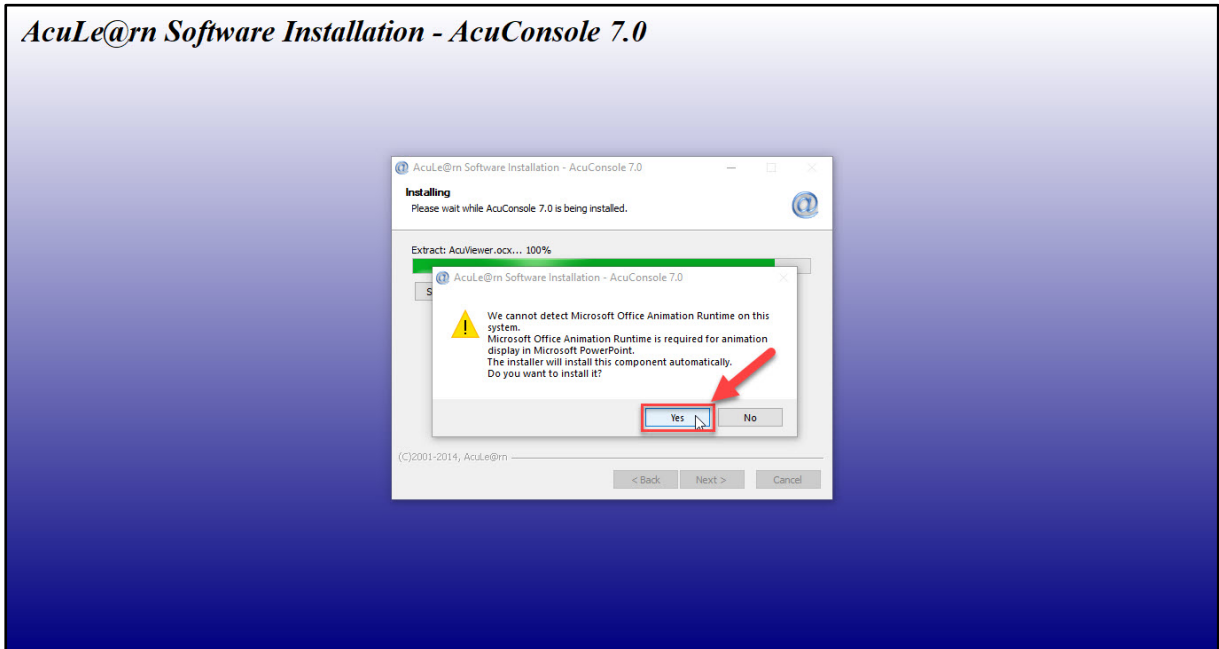 AcuLe@rn Software Installation - AcuConsole 7.0
AcuLe@rn Software Installation - AcuConsole 7.0
Installing
Please wait while AcuConsole 7.0 is being installed.
Extract: AcuViewer.ocx... 100%
AcuLe@rn Software Installation - AcuConsole 7.0
We cannot detect Microsoft Office Animation Runtime on this
system.
Microsoft Office Animation Runtime is required for animation
display in Microsoft PowerPoint.
The installer will install this component automatically.
Do you want to install it?
Yes
No
(C)2001-2014, AcuLe@rn
< Back
Next >
Cancel